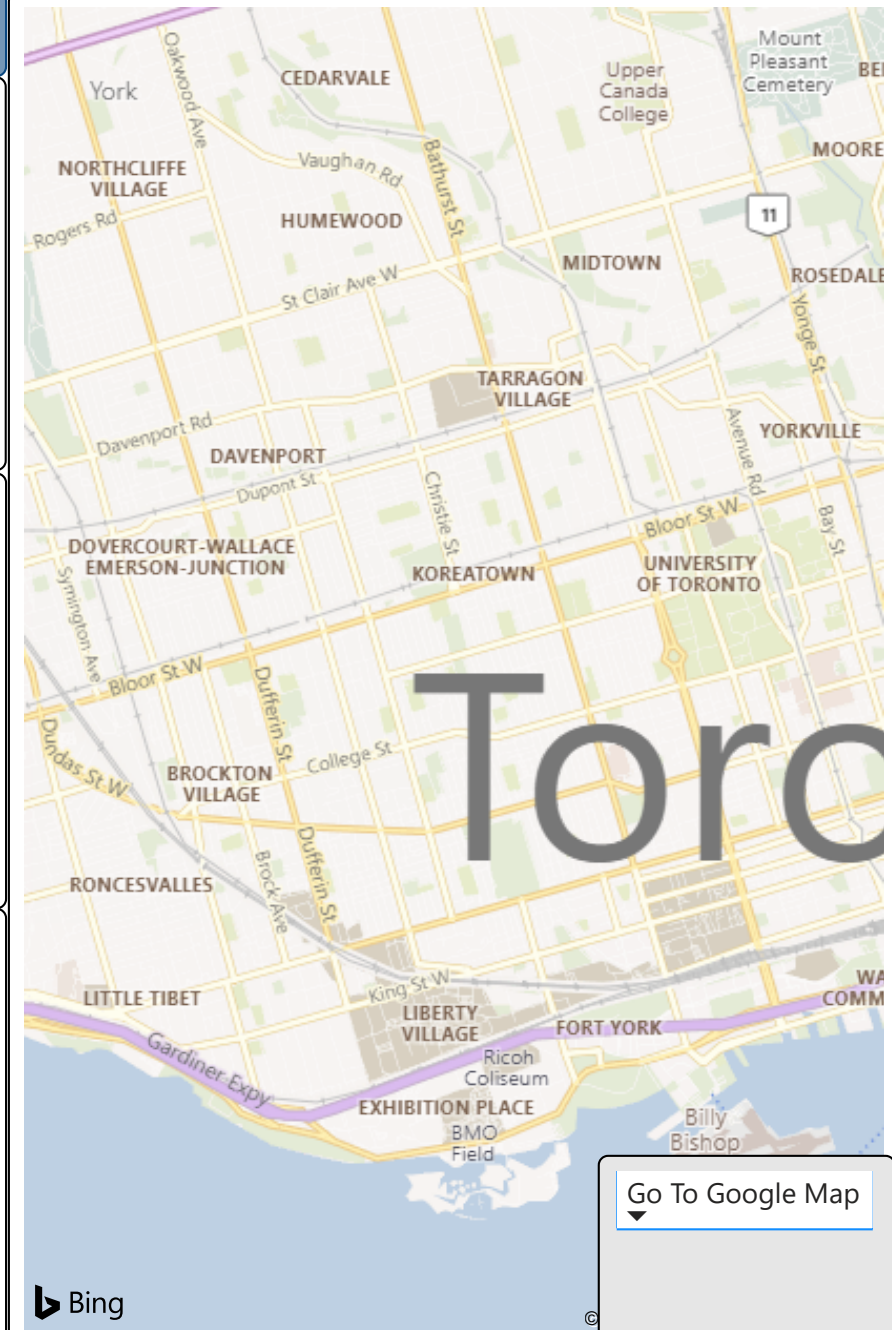 Mount
Pleasant
Cemetery
Oakwood Ave
CEDARVALE
Upper
Canada
College
York
MOORE
NORTHCLIFFE
VILLAGE
Vaughan Rd
Bathurst St
11
Rogers Rd
HUMEWOOD
MIDTOWN
ROSEDALE
St Clair Ave W
Yonge St
TARRAGON
VILLAGE
Davenport Rd
DAVENPORT
Avenue Rd
YORKVILLE
Dupont St
Christie St
Bloor St W
Bay St
DOVERCOURT-WALLACE
EMERSON-JUNCTION
KOREATOWN
UNIVERSITY
OF TORONTO
Symington Ave
Bloor St W
Dufferin St
Toro
Dundas St W
College St
BROCKTON
VILLAGE
Dufferin St
Brock Ave
RONCESVALLES
LITTLE TIBET
King St W
WA
COMM
LIBERTY
VILLAGE
FORT YORK
Gardiner Expy
Ricoh
Coliseum
EXHIBITION PLACE
BMO
Field
Billy
Bishop
Go To Google Map
Bing
©